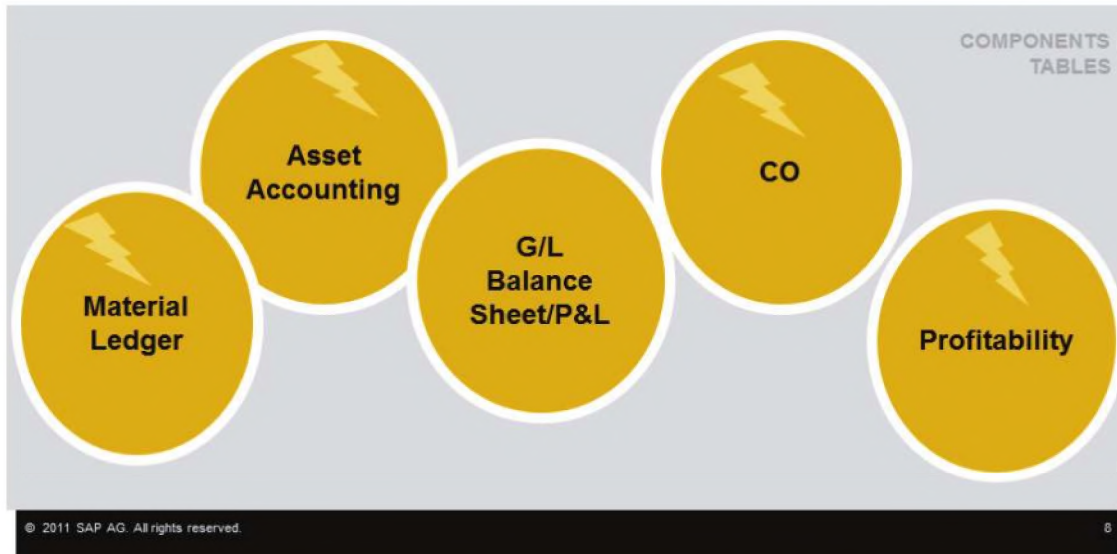 COMPONENTS
TABLES
Asset
Accounting
CO
G/L
Balance
Sheet/P&L
Material
Ledger
Profitability
© 2011 SAP AG. All rights reserved.
8